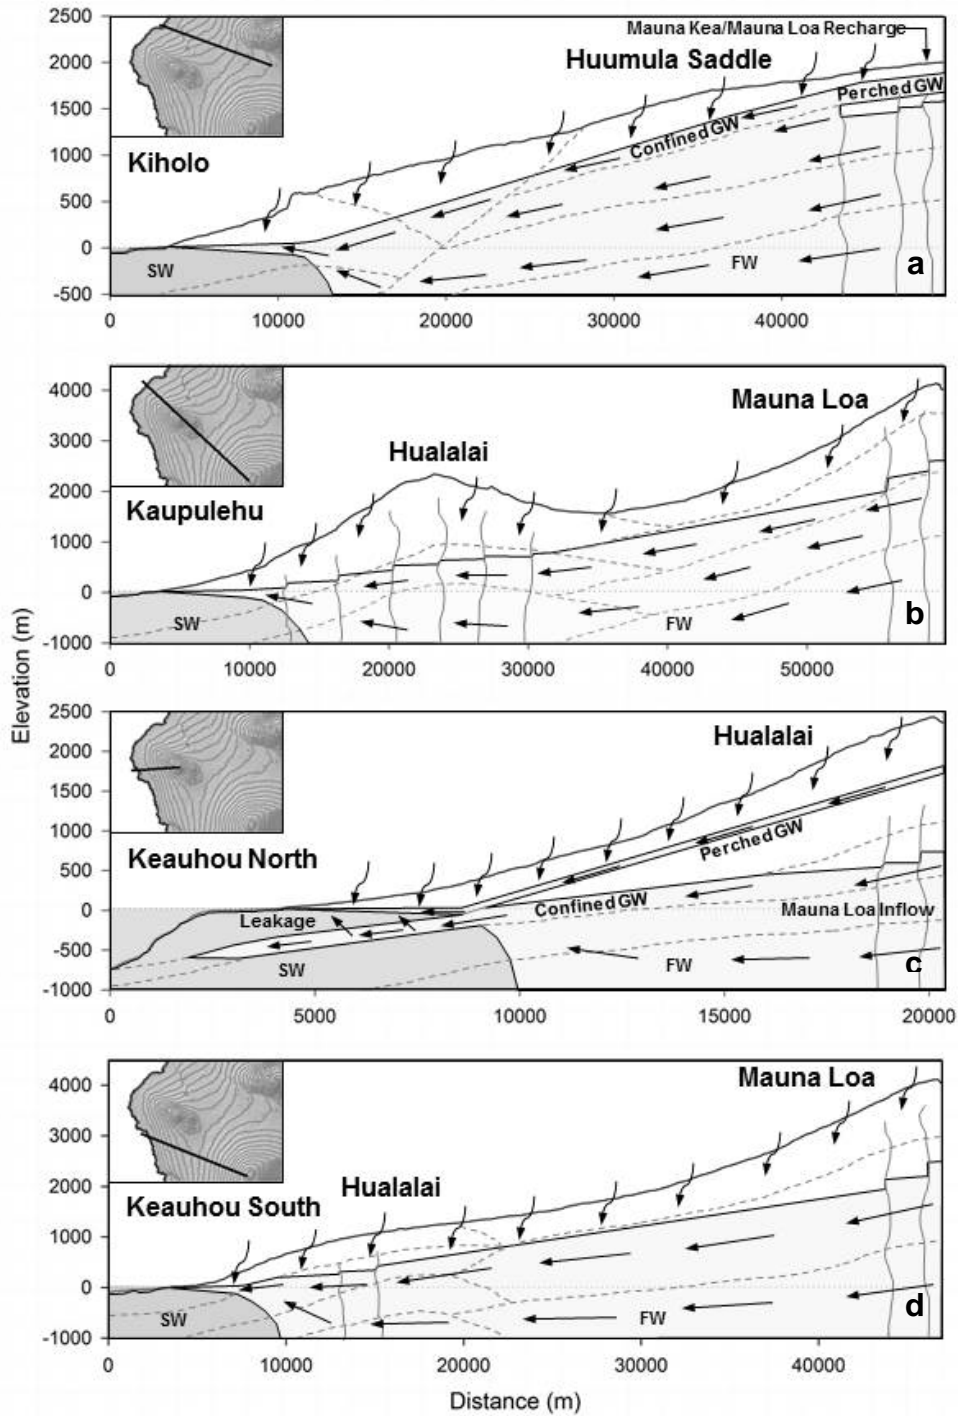 2500
2000
1500
1000
500
0
-500
Mauna Kea/Mauna Loa Recharge
Huumula Saddle
Perched GW
Confined GW
Kiholo
SW
FW
a
0 10000 20000 30000 40000
4000
3000
2000
1000
0
-1000
Mauna Loa
Hualalai
Kaupulehu
SW
FW
b
0 10000 20000 30000 40000 50000
Elevation (m)
2500
2000
1500
1000
500
0
-500
-1000
Hualalai
Keauhou North
Perched GW
Confined GW
Leakage
Mauna Loa Inflow
SW
FW
c
0 5000 10000 15000 20000
4000
3000
2000
1000
0
-1000
Mauna Loa
Hualalai
Keauhou South
SW
FW
d
0 10000 20000 30000 40000
Distance (m)